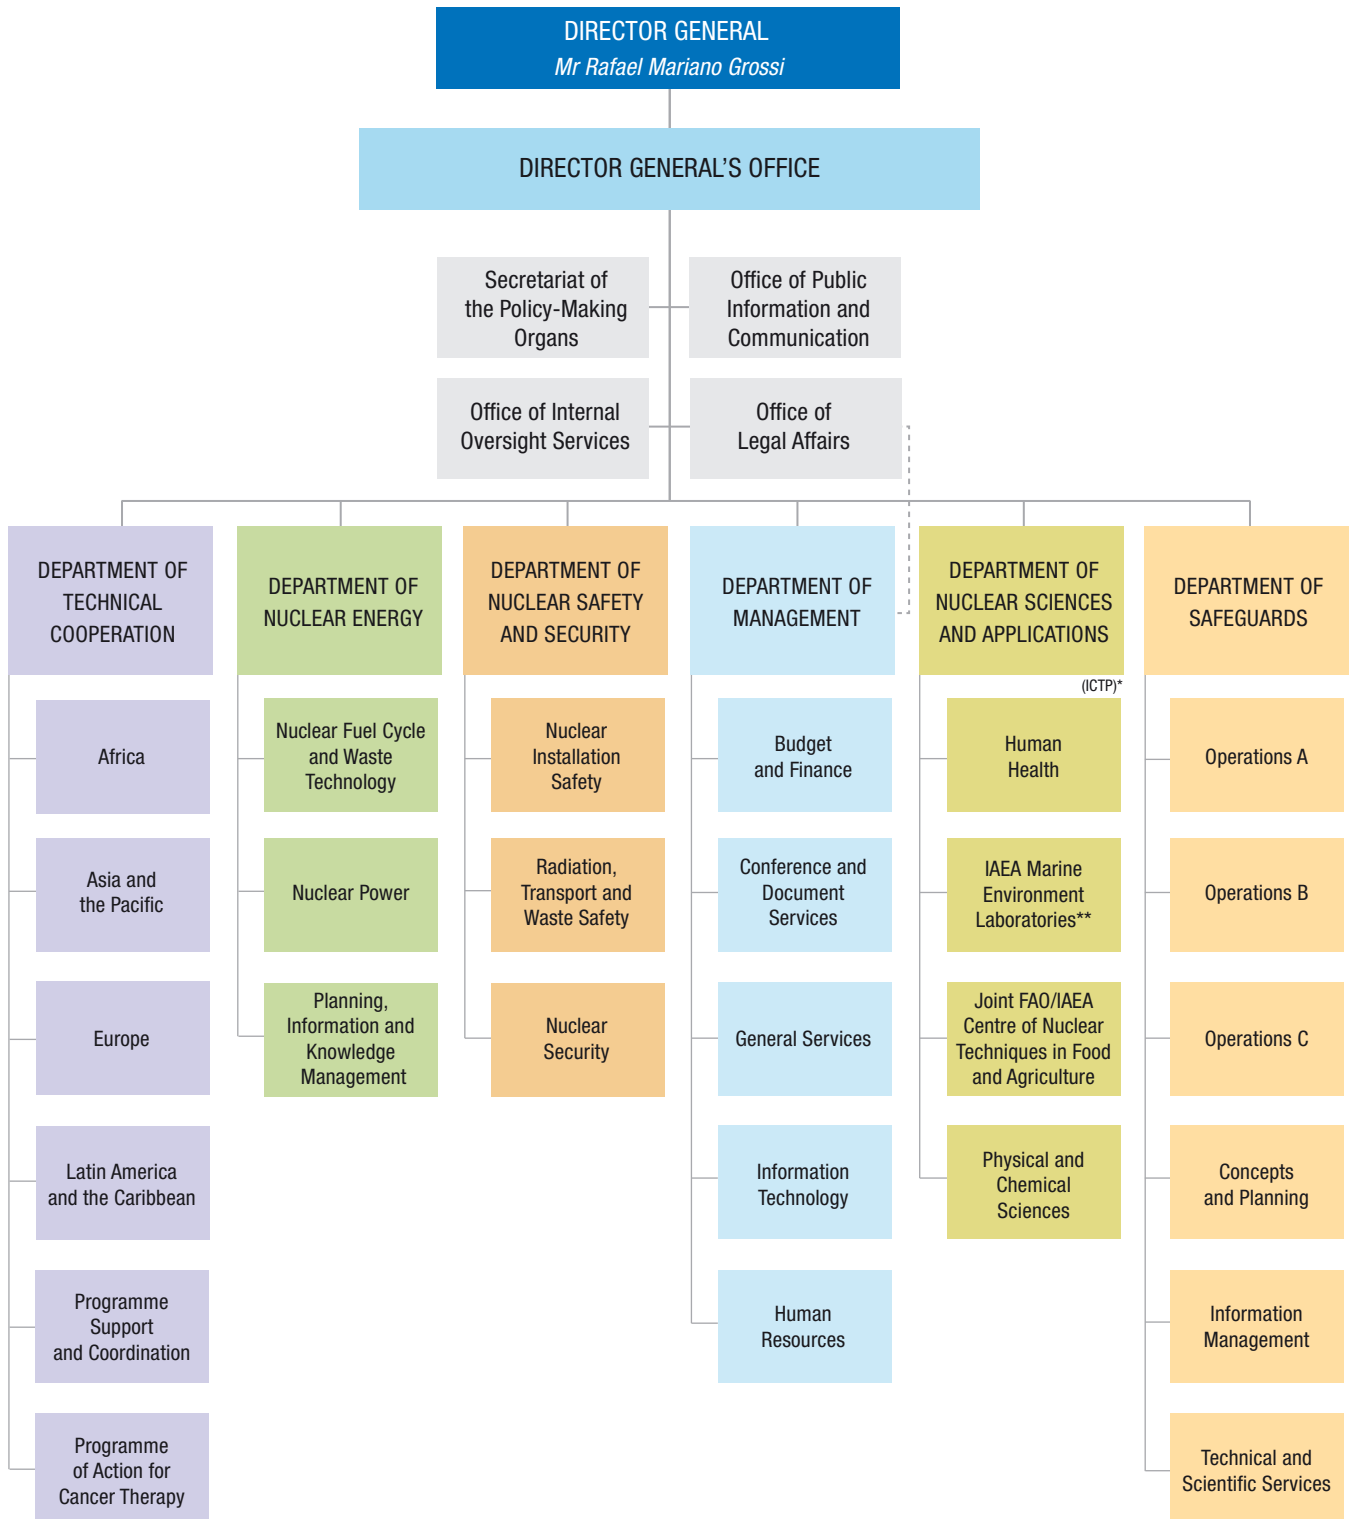 DIRECTOR GENERAL
Mr Rafael Mariano Grossi
DIRECTOR GENERAL’S OFFICE
Secretariat of
the Policy-Making
Organs
Office of Public
Information and
Communication
Office of Internal
Oversight Services
Office of
Legal Affairs
DEPARTMENT OF
TECHNICAL
COOPERATION
DEPARTMENT OF
NUCLEAR ENERGY
DEPARTMENT OF
NUCLEAR SAFETY
AND SECURITY
DEPARTMENT OF
MANAGEMENT
DEPARTMENT OF
NUCLEAR SCIENCES
AND APPLICATIONS
(ICTP)*
DEPARTMENT OF
SAFEGUARDS
Africa
Asia and
the Pacific
Europe
Latin America
and the Caribbean
Programme
Support
and Coordination
Programme
of Action for
Cancer Therapy
Nuclear Fuel Cycle
and Waste
Technology
Nuclear Power
Planning,
Information and
Knowledge
Management
Nuclear
Installation
Safety
Radiation,
Transport and
Waste Safety
Nuclear
Security
Budget
and Finance
Conference and
Document
Services
General Services
Information
Technology
Human
Resources
Human
Health
IAEA Marine
Environment
Laboratories**
Joint FAO/IAEA
Centre of Nuclear
Techniques in Food
and Agriculture
Physical and
Chemical
Sciences
Operations A
Operations B
Operations C
Concepts
and Planning
Information
Management
Technical and
Scientific Services